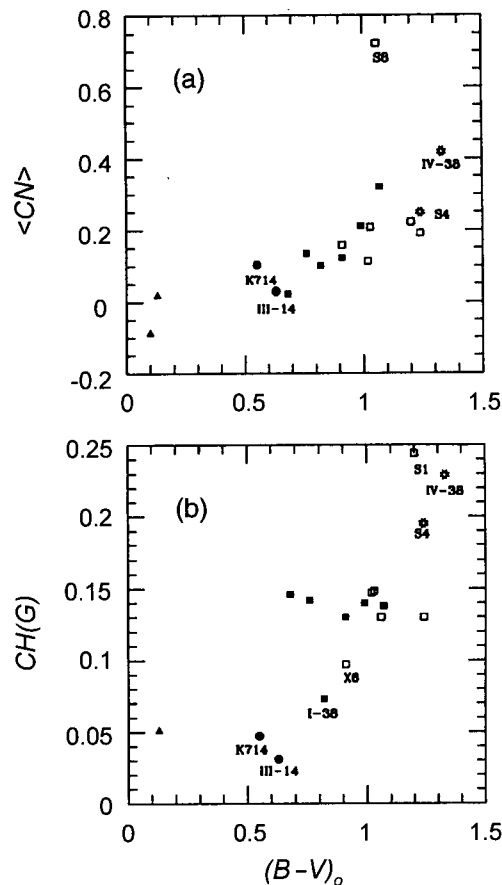 0.8
(a)
S8
0.6
IV-38
0.4
<CN>
S4
0.2
K714
0
III-14
-0.2
0 0.5 1 1.5
0.25
S1
(b)
IV-38
0.2
S4
0.15
CH(G)
0.1
X6
I-38
0.05
K714
III-14
0
0 0.5 1 1.5
(B-V)o